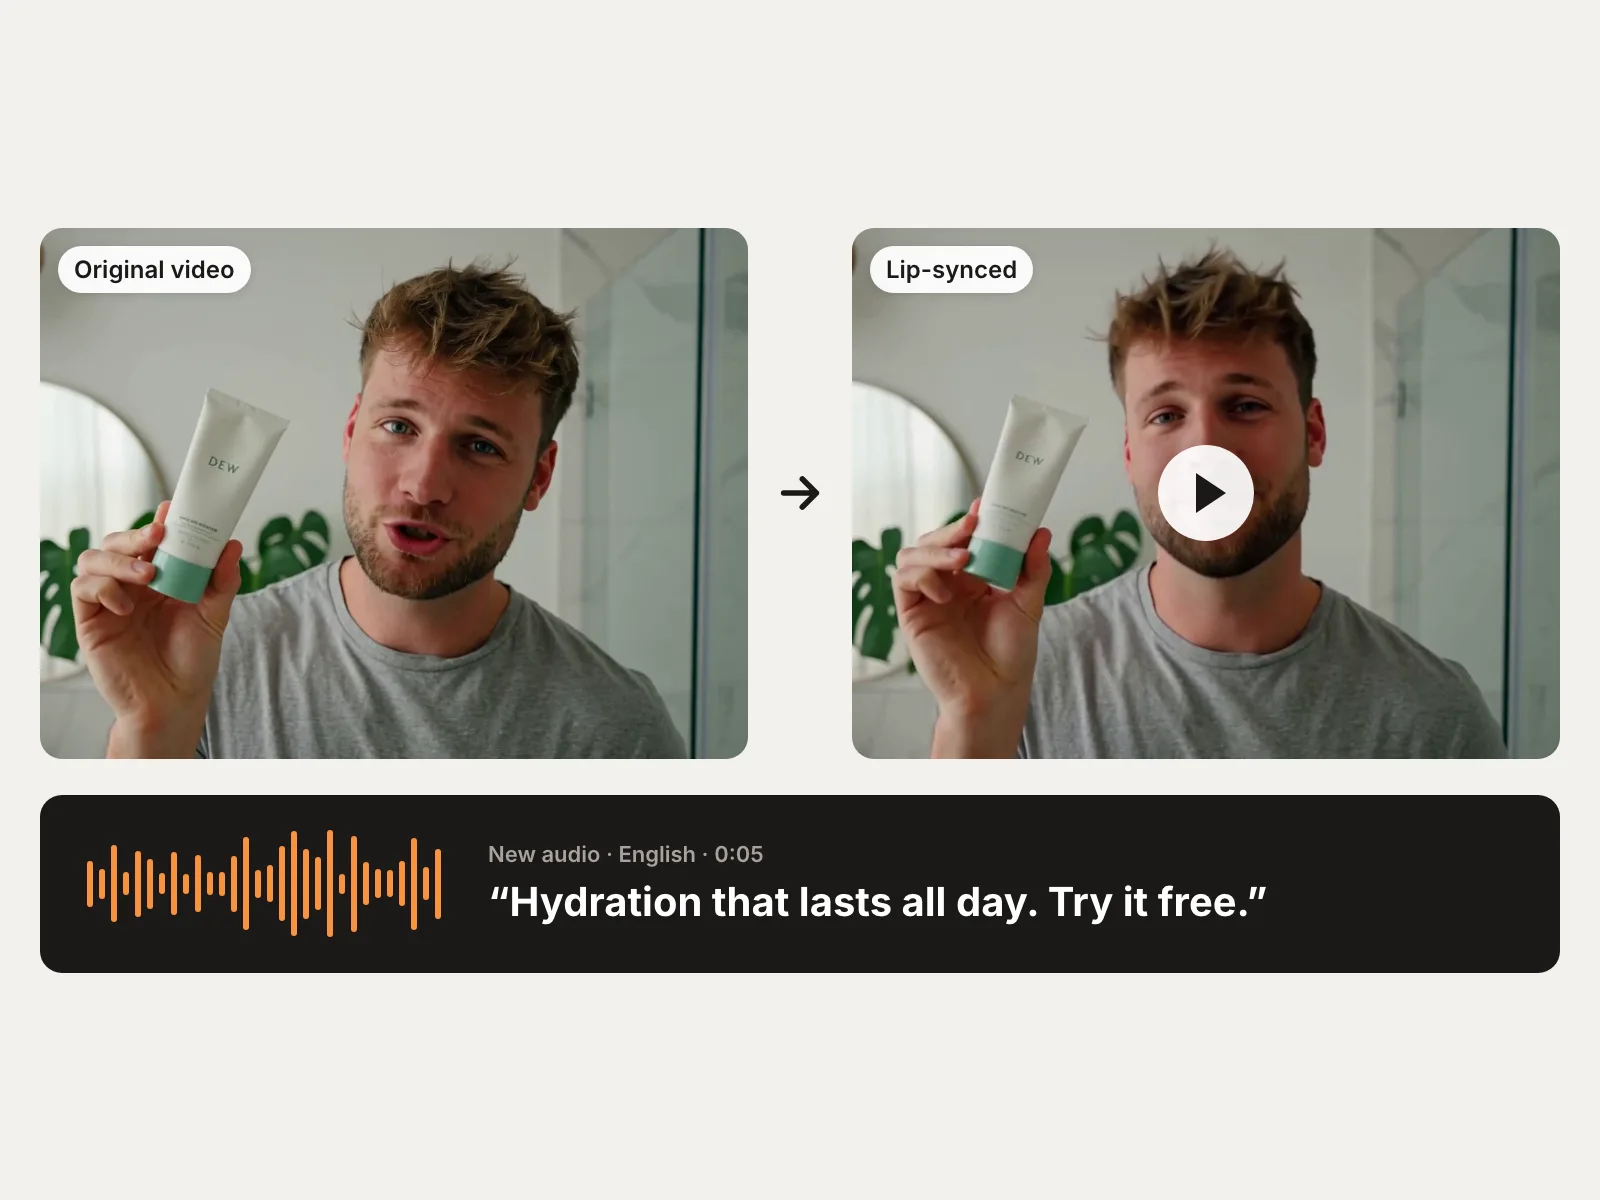 Original video
Lip-synced
DEW
DEW
New audio · English · 0:05
“Hydration that lasts all day. Try it free.”